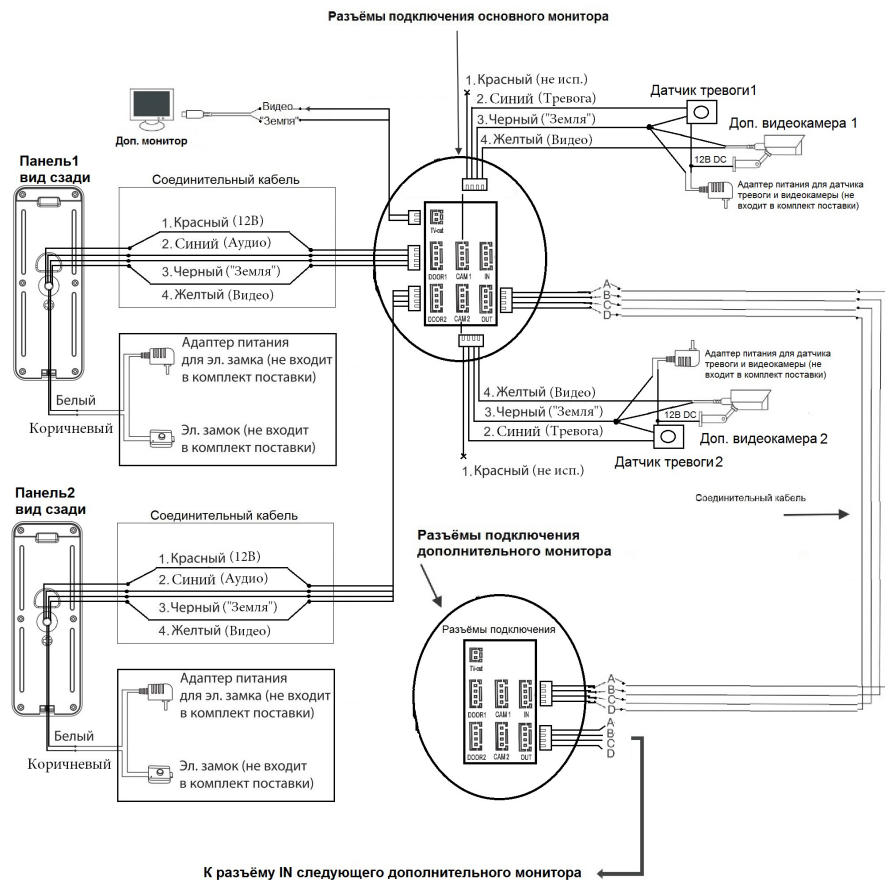 Разъёмы подключения основного монитора
1. Красный (не исп.)
2. Синий (Тревога)
3. Черный ("Земля")
4. Желтый (Видео)
Датчик тревоги1
Доп. видеокамера 1
12В DC
Адаптер питания для датчика
тревоги и видеокамеры (не
входит в комплект поставки)
Видео
"Земля"
Доп. монитор
Панель1
вид сзади
Соединительный кабель
1. Красный (12В)
2. Синий (Аудио)
3. Черный ("Земля")
4. Желтый (Видео)
TV-out
DOOR1
CAM 1
IN
DOOR2
CAM 2
OUT
A
B
C
D
Адаптер питания
для эл. замка (не входит
в комплект поставки)
Белый
Коричневый
Эл. замок (не входит
в комплект поставки)
Адаптер питания для датчика
тревоги и видеокамеры (не
входит в комплект поставки)
4. Желтый (Видео)
3. Черный ("Земля")
2. Синий (Тревога)
1. Красный (не исп.)
12В DC
Доп. видеокамера 2
Датчик тревоги2
Соединительный кабель
Панель2
вид сзади
Соединительный кабель
1. Красный (12В)
2. Синий (Аудио)
3. Черный ("Земля")
4. Желтый (Видео)
Разъёмы подключения
дополнительного монитора
Разъёмы подключения
TV-out
DOOR1
CAM 1
IN
DOOR2
CAM 2
OUT
A
B
C
D
A
B
C
D
Адаптер питания
для эл. замка (не входит
в комплект поставки)
Белый
Коричневый
Эл. замок (не входит
в комплект поставки)
К разъёму IN следующего дополнительного монитора